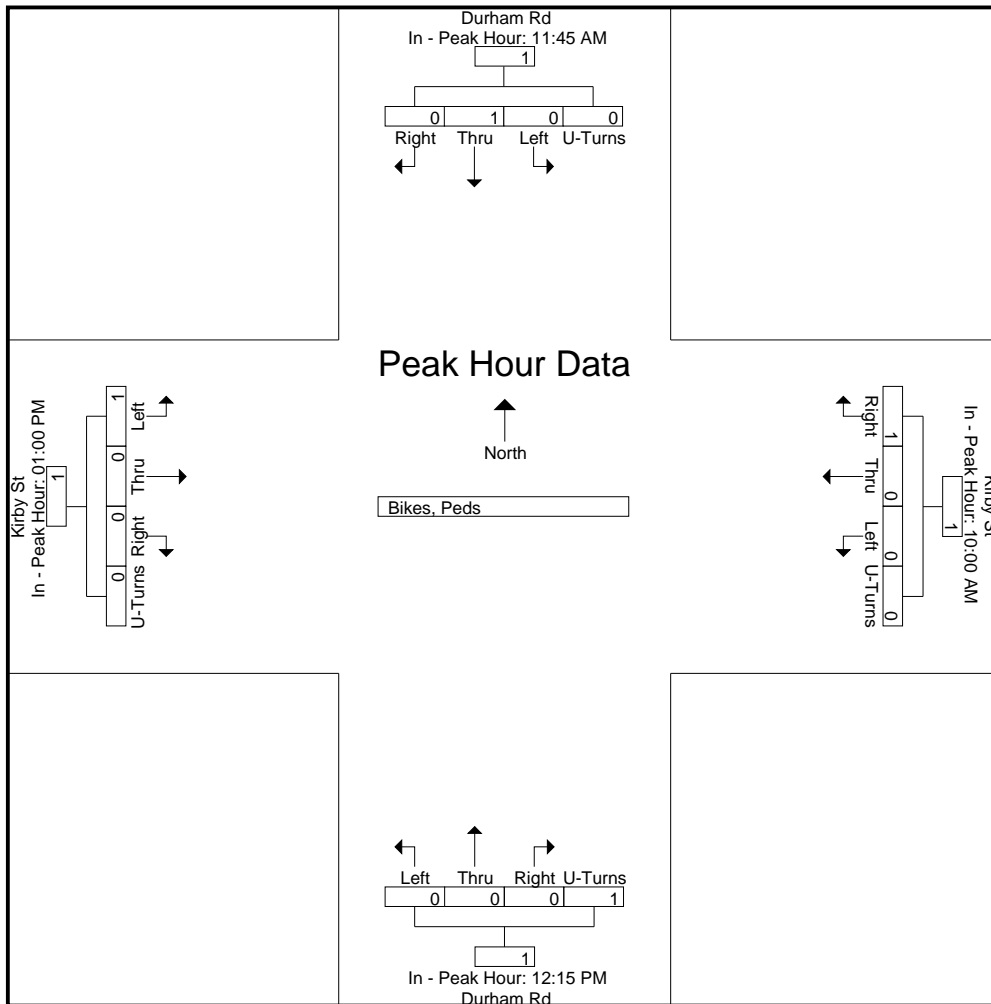 Durham Rd
In - Peak Hour: 11:45 AM
1
0 1 0 0
Right Thru Left U-Turns
Peak Hour Data
North
Bikes, Peds
Kirby St
In - Peak Hour: 01:00 PM
1
1 0 0 0
Left Thru Right U-Turns
Kirby St
In - Peak Hour: 10:00 AM
1
1 0 0 0
Right Thru Left U-Turns
Left Thru Right U-Turns
0 0 0 1
1
In - Peak Hour: 12:15 PM
Durham Rd